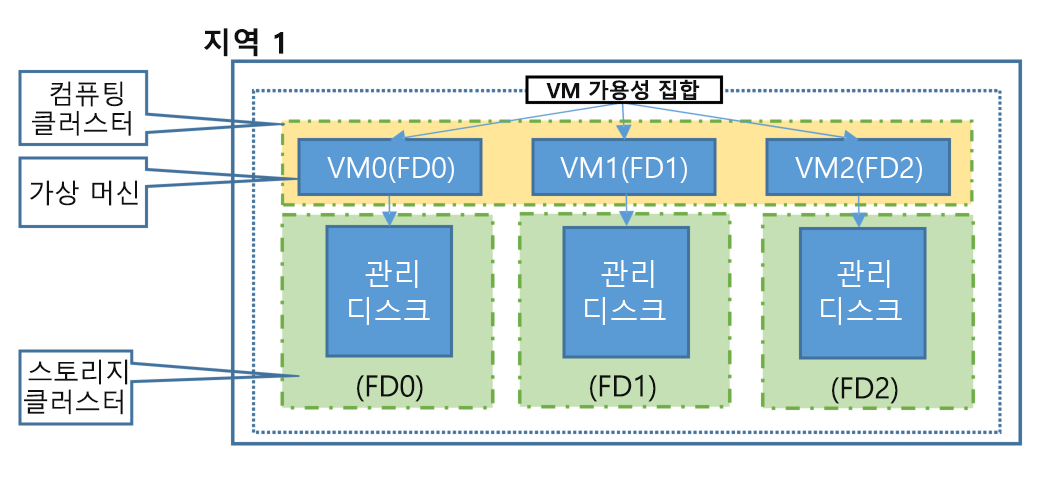 지역 1
컴퓨팅
클러스터
VM 가용성 집합
가상 머신
VM0(FD0)
VM1(FD1)
VM2(FD2)
관리
디스크
관리
디스크
관리
디스크
스토리지
클러스터
(FD0)
(FD1)
(FD2)